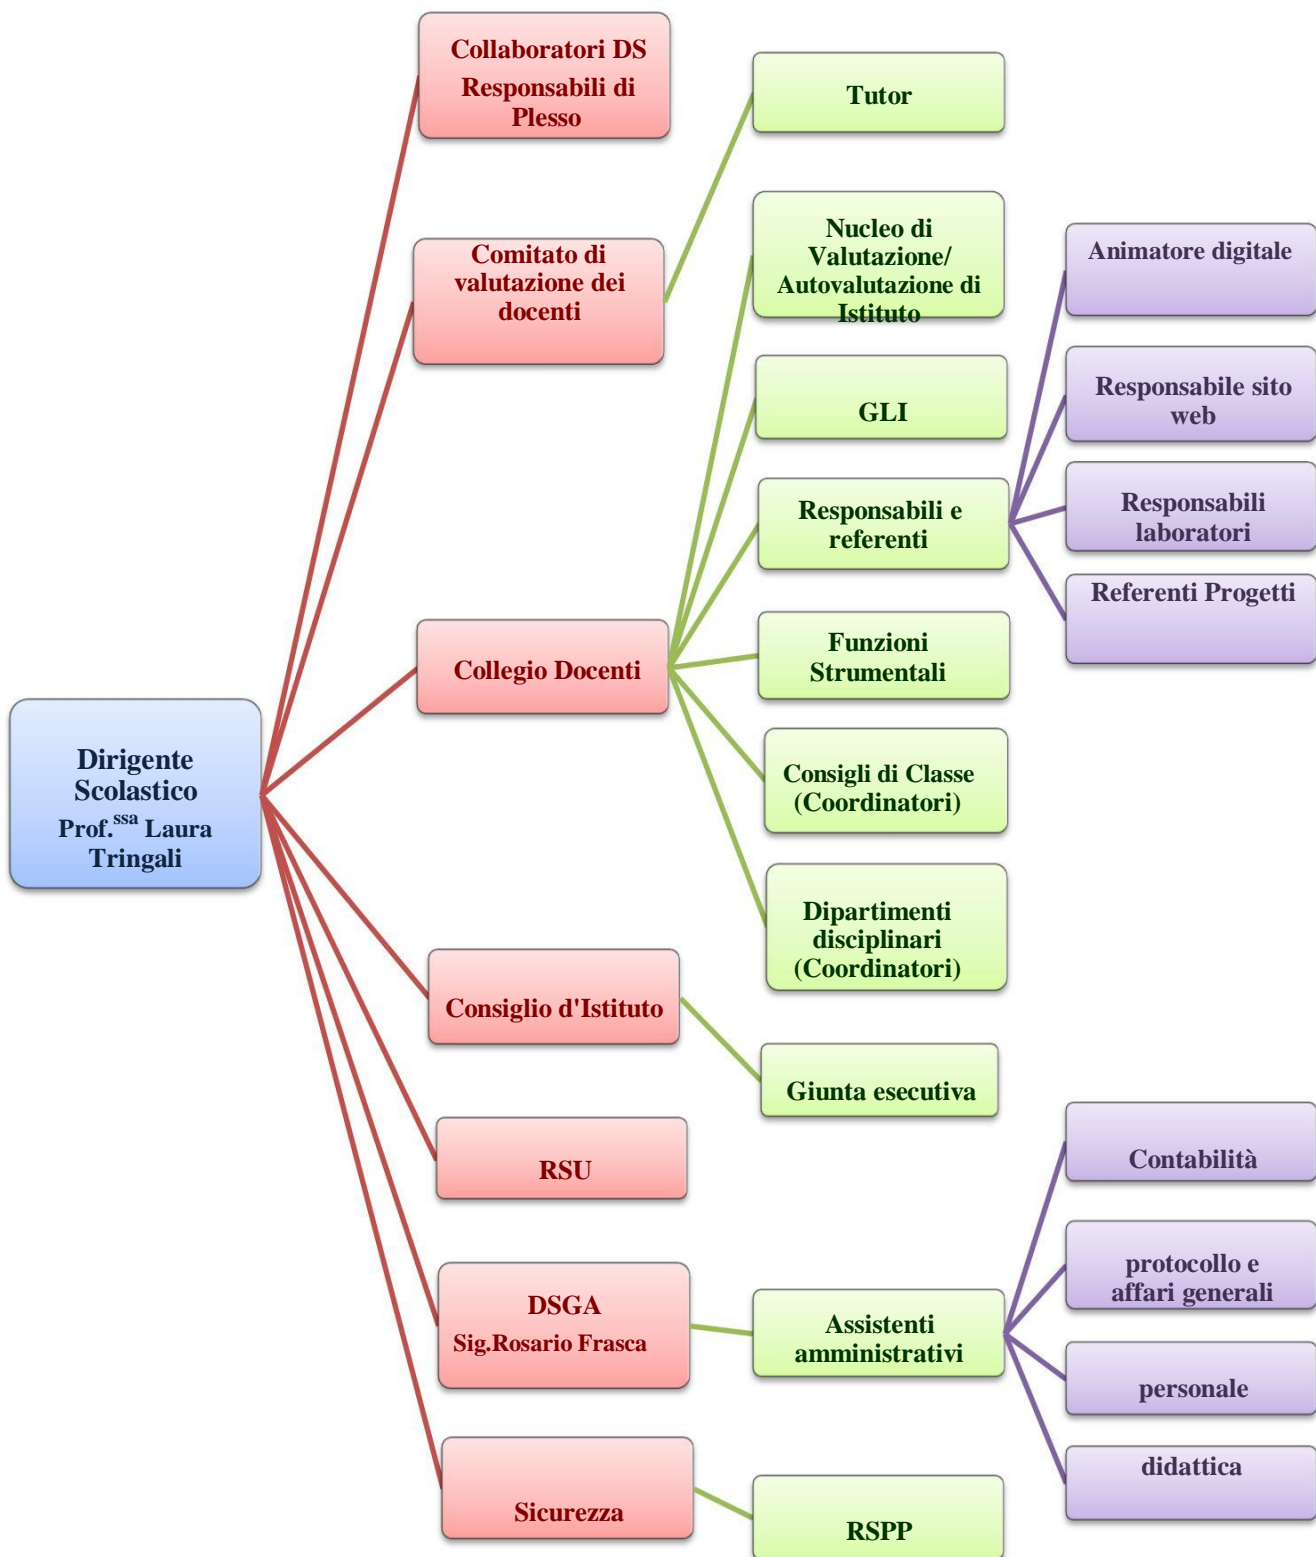 Collaboratori DS
Responsabili di
Plesso
Tutor
Comitato di
valutazione dei
docenti
Nucleo di
Valutazione/
Autovalutazione di
Istituto
Animatore digitale
GLI
Responsabile sito
web
Responsabili e
referenti
Responsabili
laboratori
Referenti Progetti
Collegio Docenti
Funzioni
Strumentali
Dirigente
Scolastico
Prof.ssa Laura
Tringali
Consigli di Classe
(Coordinatori)
Dipartimenti
disciplinari
(Coordinatori)
Consiglio d'Istituto
Giunta esecutiva
RSU
Contabilità
protocollo e
affari generali
DSGA
Sig.Rosario Frasca
Assistenti
amministrativi
personale
didattica
Sicurezza
RSPP